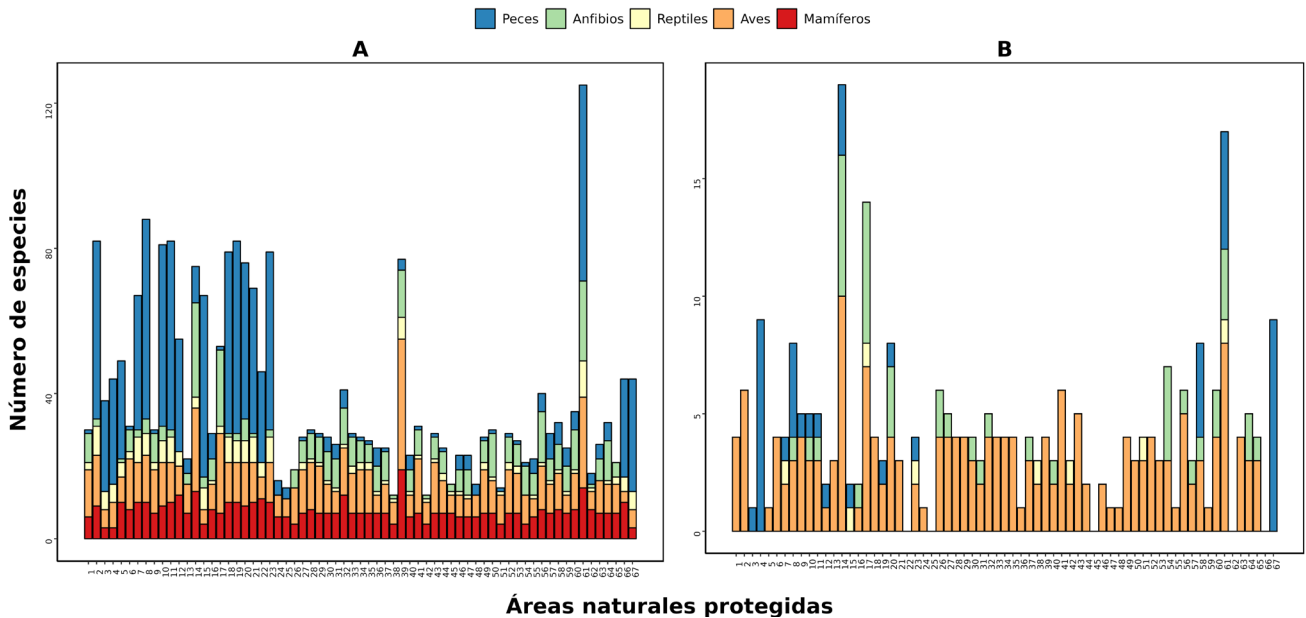 Peces Anfibios Reptiles Aves Mamíferos
A B
Número de especies
0 40 80 120
0 5 10 15
1 2 3 4 5 6 7 8 9 10 11 12 13 14 15 16 17 18 19 20 21 22 23 24 25 26 27 28 29 30 31 32 33 34 35 36 37 38 39 40 41 42 43 44 45 46 47 48 49 50 51 52 53 54 55 56 57 58 59 60 61 62 63 64 65 66 67
1 2 3 4 5 6 7 8 9 10 11 12 13 14 15 16 17 18 19 20 21 22 23 24 25 26 27 28 29 30 31 32 33 34 35 36 37 38 39 40 41 42 43 44 45 46 47 48 49 50 51 52 53 54 55 56 57 58 59 60 61 62 63 64 65 66 67
Áreas naturales protegidas